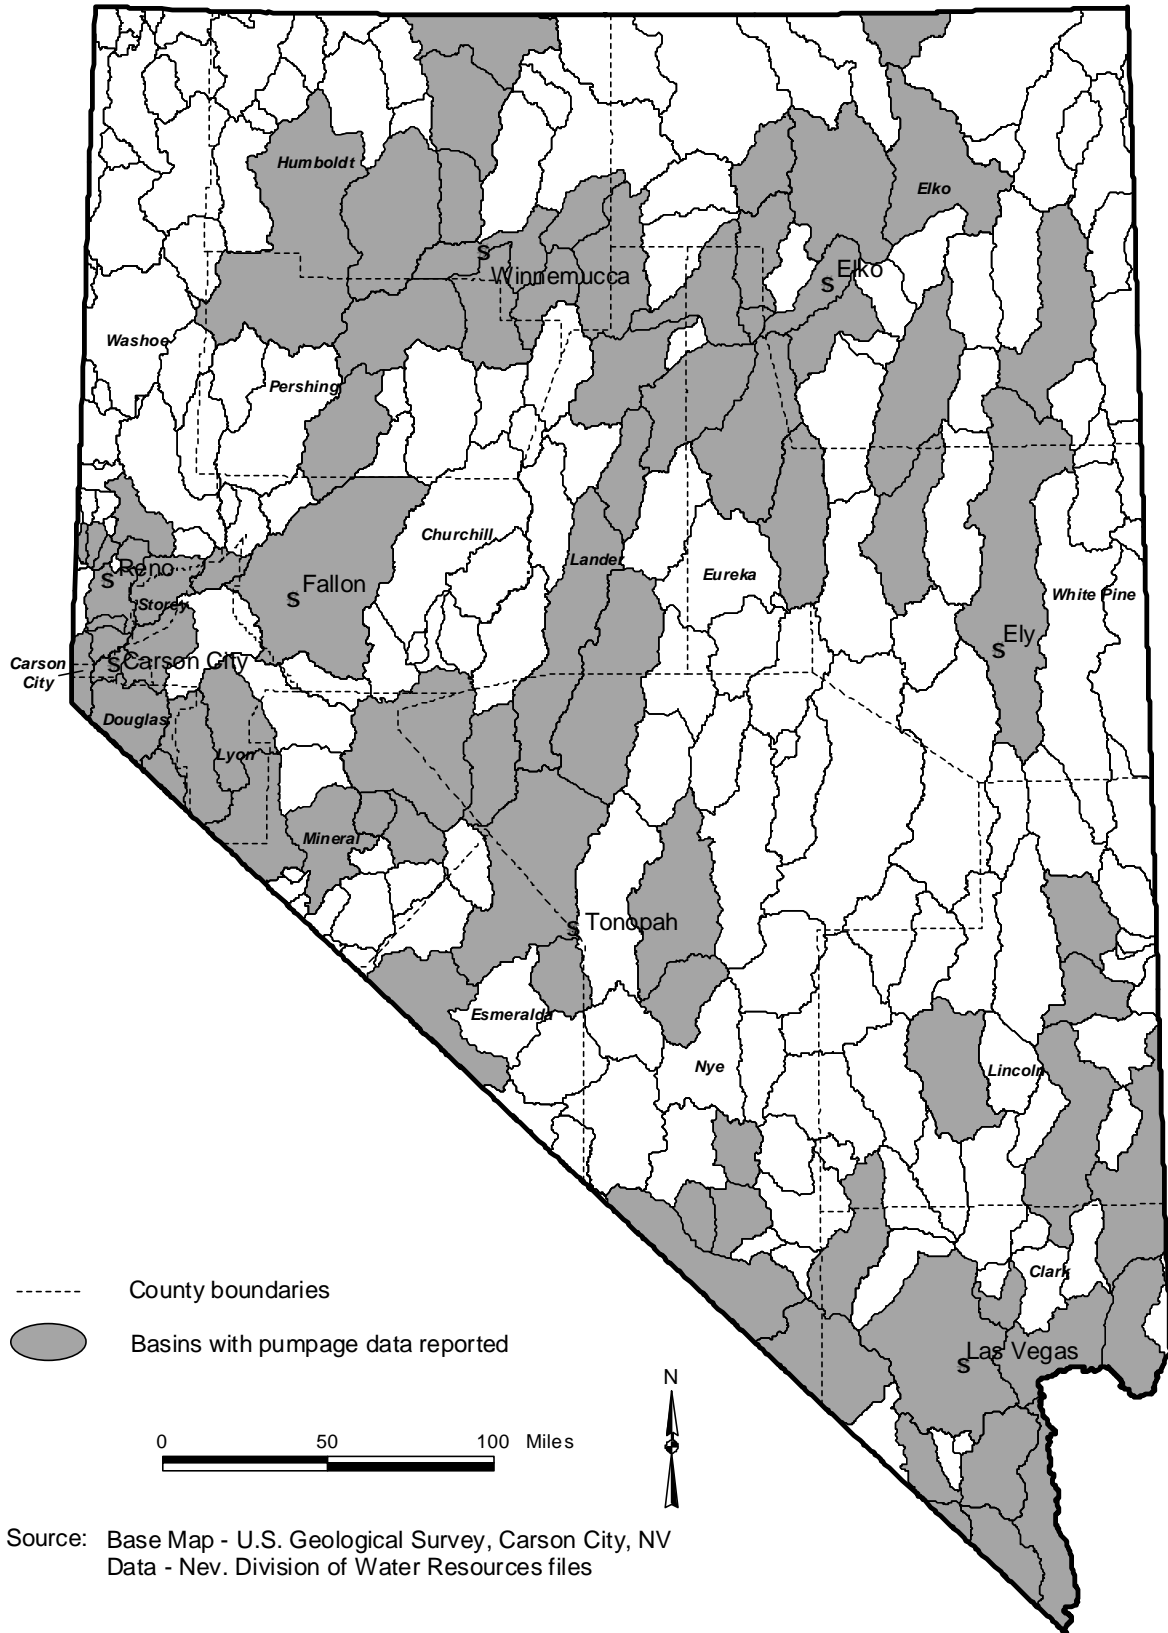 Humboldt
Elko
S
Winnemucca
S Elko
Washoe
Pershing
Churchill
Lander
Eureka
White Pine
S Reno
Storey
S Fallon
S Ely
Carson
City
S Carson City
Douglas
Lyon
Mineral
S Tonopah
Esmeralda
Nye
Lincoln
Clark
S Las Vegas
County boundaries
Basins with pumpage data reported
N
0 50 100 Miles
Source: Base Map - U.S. Geological Survey, Carson City, NV
Data - Nev. Division of Water Resources files